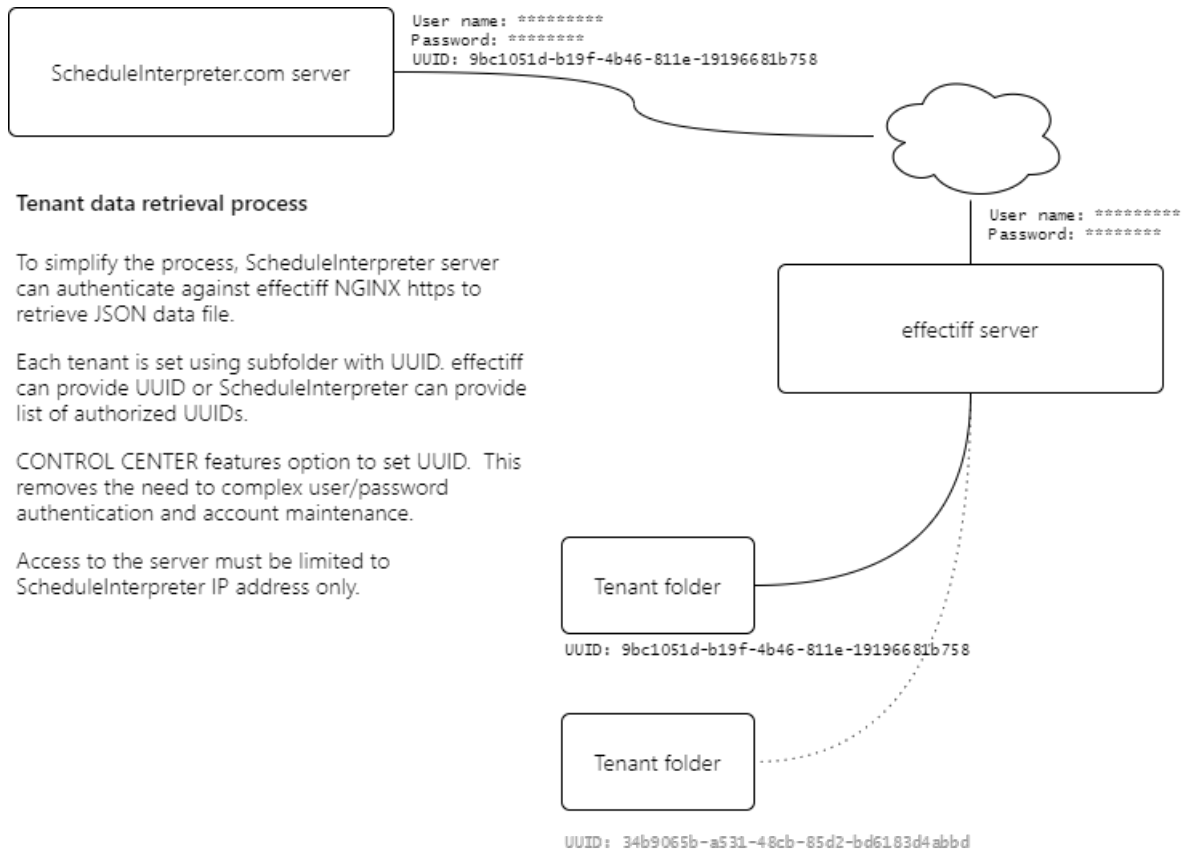 ScheduleInterpreter.com server
User name: *********
Password: ********
UUID: 9bc1051d-b19f-4b46-811e-19196681b758
Tenant data retrieval process
To simplify the process, ScheduleInterpreter server
can authenticate against effectiff NGINX https to
retrieve JSON data file.
Each tenant is set using subfolder with UUID. effectiff
can provide UUID or ScheduleInterpreter can provide
list of authorized UUIDs.
CONTROL CENTER features option to set UUID.  This
removes the need to complex user/password
authentication and account maintenance.
Access to the server must be limited to
ScheduleInterpreter IP address only.
User name: *********
Password: ********
effectiff server
Tenant folder
UUID: 9bc1051d-b19f-4b46-811e-19196681b758
Tenant folder
UUID: 34b9065b-a531-48cb-85d2-bd6183d4abbd